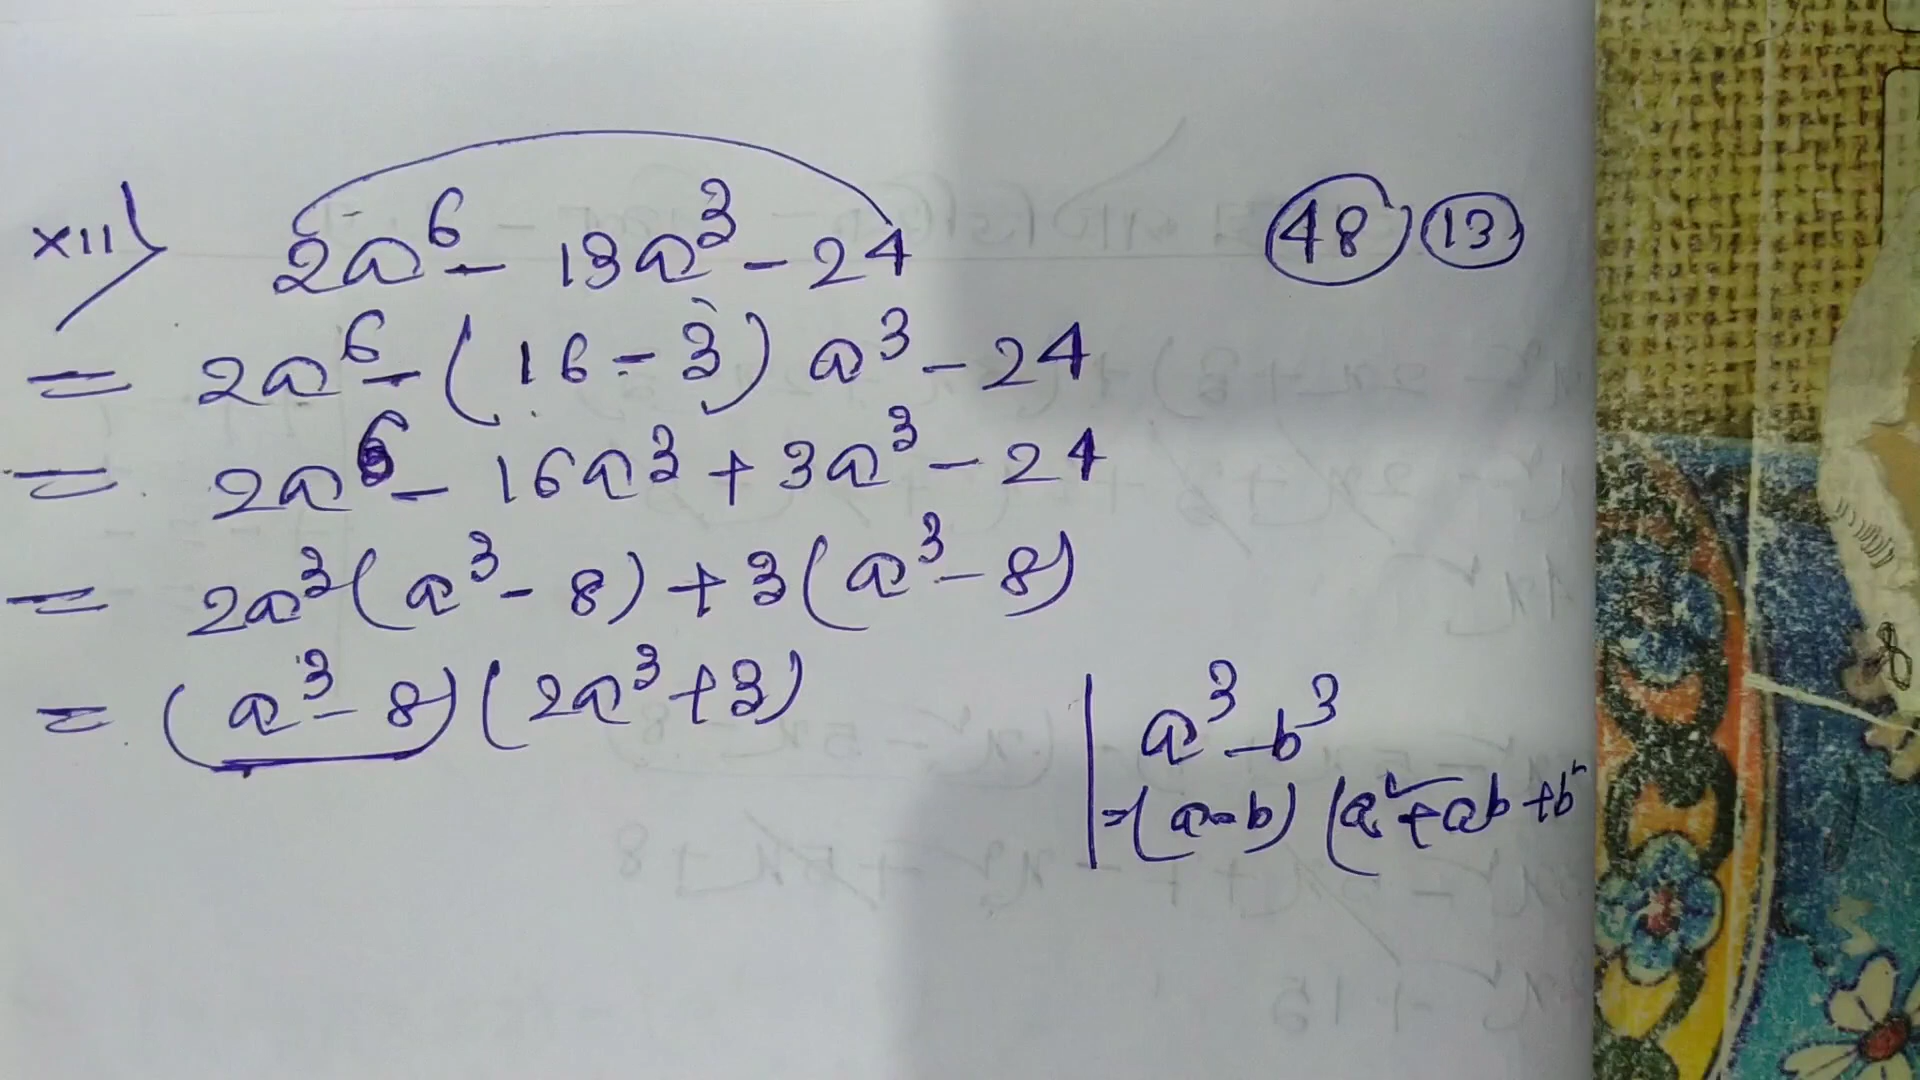 xii) 2a⁶ - 13a³ - 24
48, 13
= 2a⁶ - (16 - 3) a³ - 24
= 2a⁶ - 16a³ + 3a³ - 24
= 2a³(a³ - 8) + 3(a³ - 8)
= (a³ - 8)(2a³ + 3)
a³ - b³
= (a - b) (a² + ab + b²